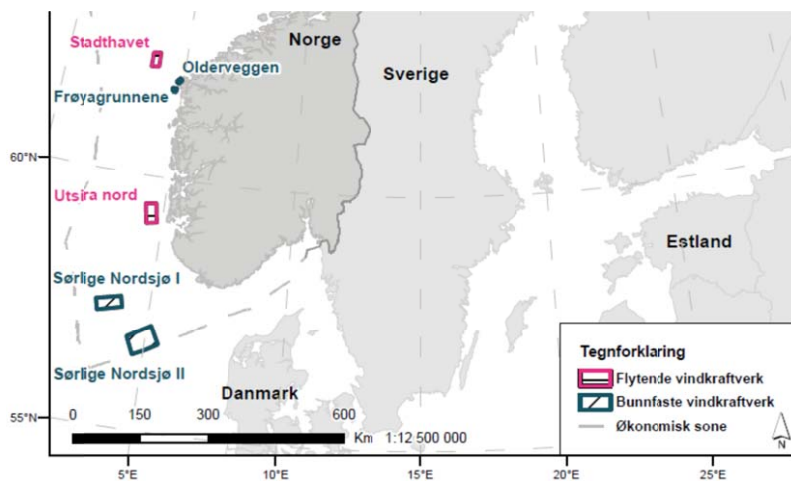 Stadthavet
Norge
Olderveggen
Sverige
Frøyagrunnene
60°N
Utsira nord
Estland
Sørlige Nordsjø I
Sørlige Nordsjø II
Danmark
55°N
0 150 300 600
Km 1:12 500 000
Tegnforklaring
Flytende vindkraftverk
Bunnfaste vindkraftverk
Økonomisk sone
N
5°E 10°E 15°E 20°E 25°E